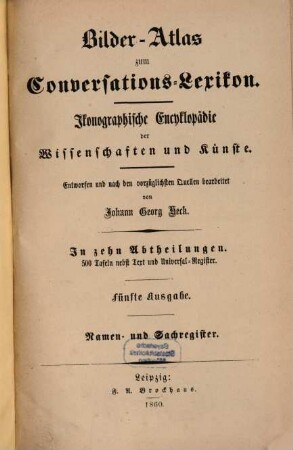 Bilder-Atlas
zum
Conversations-Lexikon.
Ikonographische Encyklopädie
der
Wissenschaften und Künste.
Entworfen und nach den vorzüglichsten Quellen bearbeitet
von
Johann Georg Heck.
In zehn Abtheilungen.
500 Tafeln nebst Text und Universal-Register.
Fünfte Ausgabe.
Namen- und Sachregister.
Leipzig:
F. A. Brockhaus.
1860.